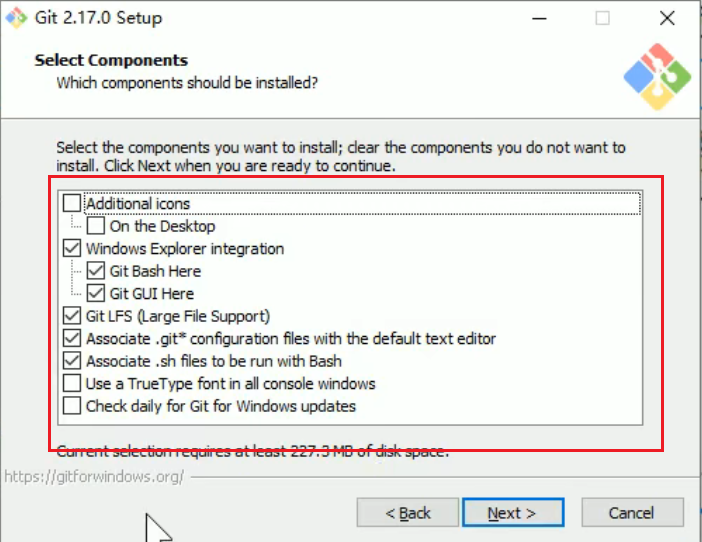 Git 2.17.0 Setup
Select Components
Which components should be installed?
Select the components you want to install; clear the components you do not want to
install. Click Next when you are ready to continue.
Additional icons
On the Desktop
Windows Explorer integration
Git Bash Here
Git GUI Here
Git LFS (Large File Support)
Associate .git* configuration files with the default text editor
Associate .sh files to be run with Bash
Use a TrueType font in all console windows
Check daily for Git for Windows updates
Current selection requires at least 227.3 MB of disk space.
https://gitforwindows.org/
< Back
Next >
Cancel